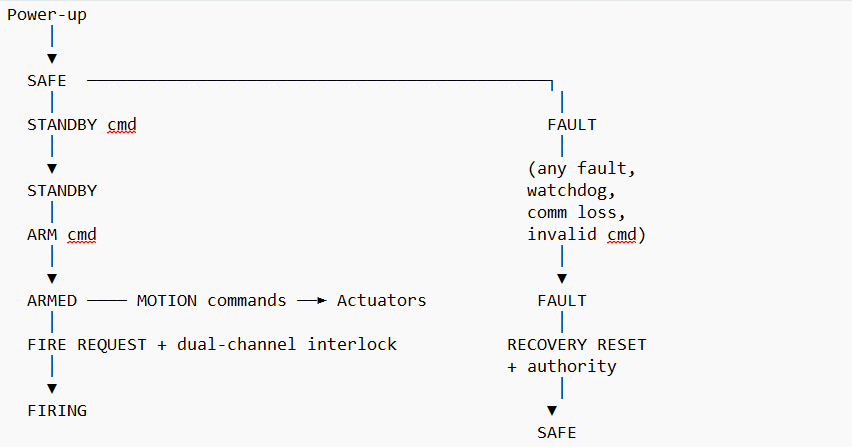 Power-up
SAFE
STANDBY cmd
FAULT
(any fault,
STANDBY
watchdog,
comm loss,
ARM cmd
invalid cmd)
ARMED MOTION commands Actuators
FAULT
FIRE REQUEST + dual-channel interlock
RECOVERY RESET
+ authority
FIRING
SAFE